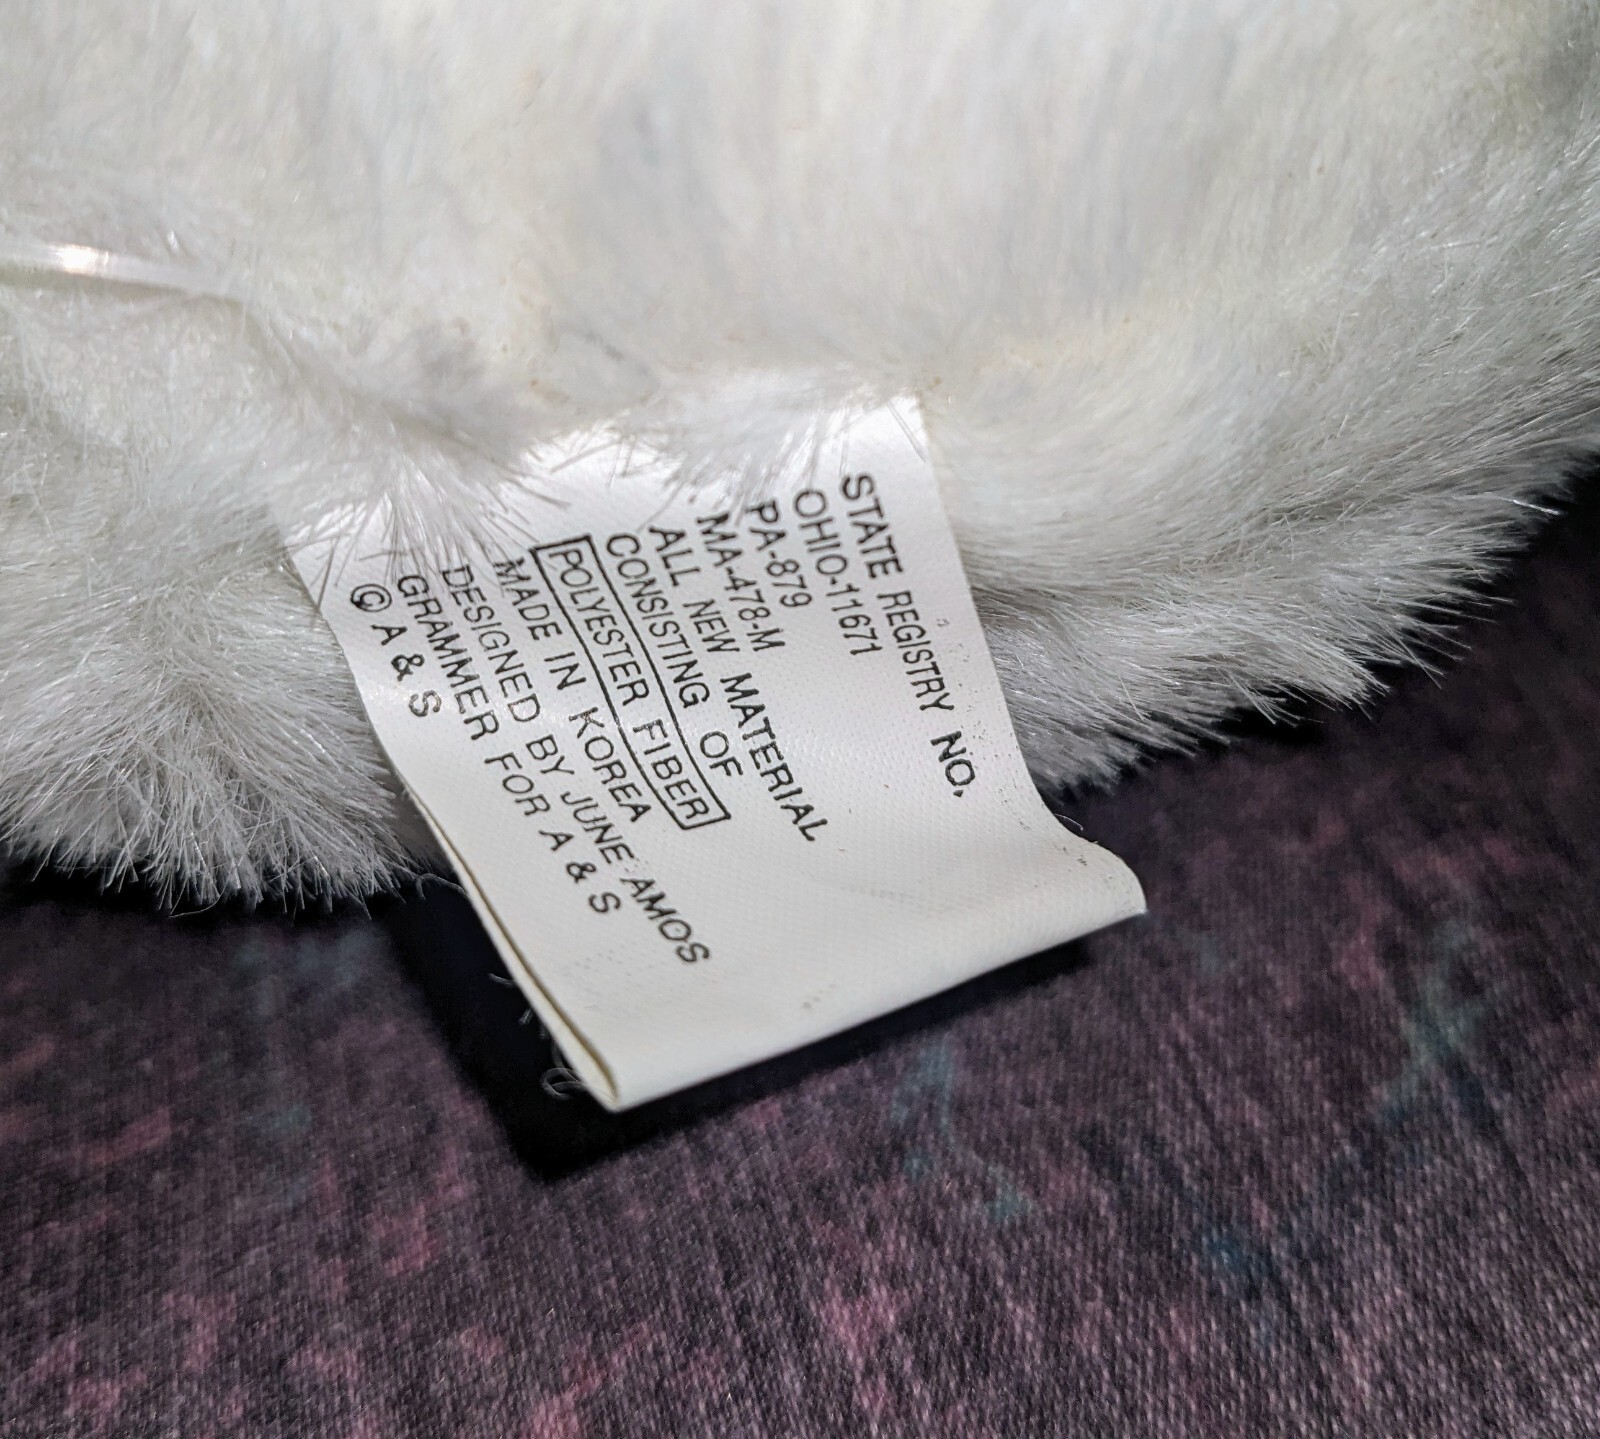 STATE REGISTRY NO.
OHIO-11671
PA-879
MA-478-M
ALL NEW MATERIAL
CONSISTING OF
POLYESTER FIBER
MADE IN KOREA
DESIGNED BY JUNE AMOS
GRAMMER FOR A & S
© A & S